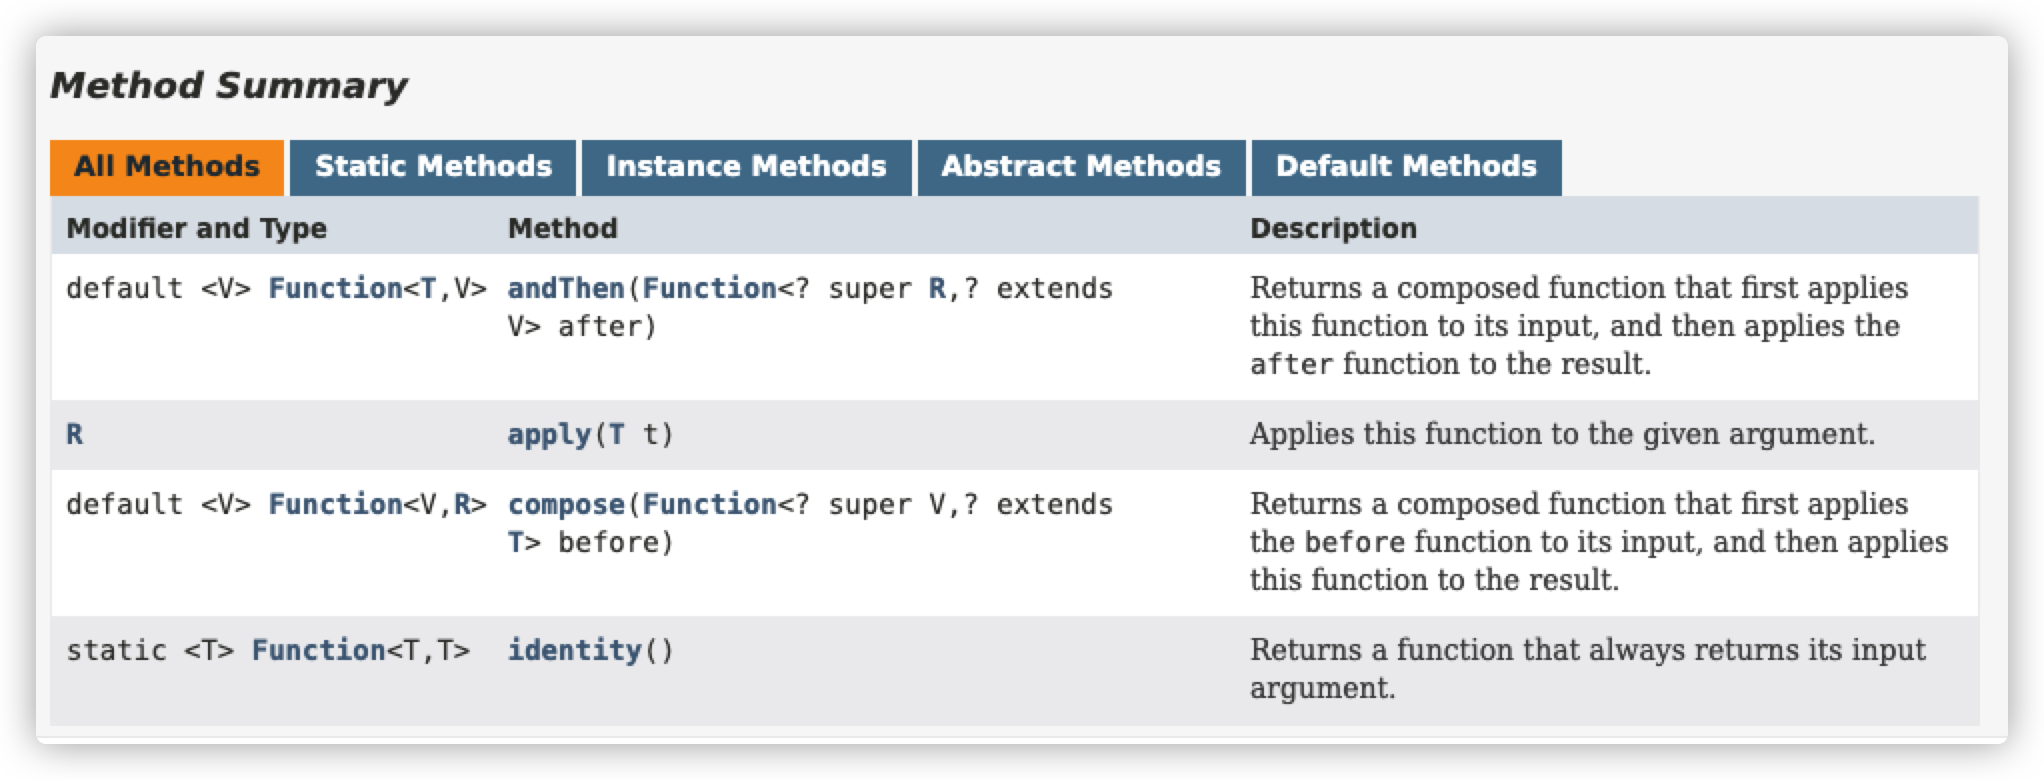 Method Summary
All Methods Static Methods Instance Methods Abstract Methods Default Methods
Modifier and Type Method Description
default <V> Function<T,V> andThen(Function<? super R,? extends Returns a composed function that first applies
V> after) this function to its input, and then applies the
after function to the result.
R apply(T t) Applies this function to the given argument.
default <V> Function<V,R> compose(Function<? super V,? extends Returns a composed function that first applies
T> before) the before function to its input, and then applies
this function to the result.
static <T> Function<T,T> identity() Returns a function that always returns its input
argument.